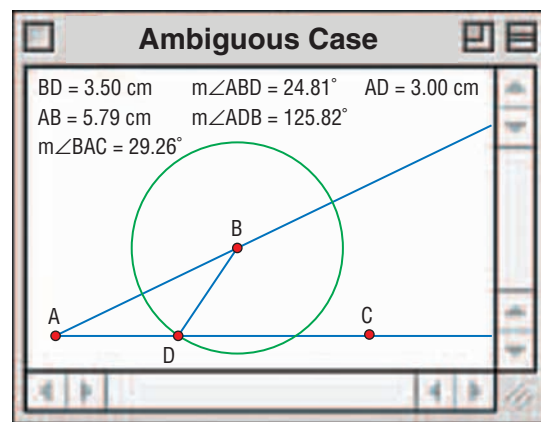 Ambiguous Case
BD = 3.50 cm m∠ABD = 24.81° AD = 3.00 cm
AB = 5.79 cm m∠ADB = 125.82°
m∠BAC = 29.26°
B
A
C
D